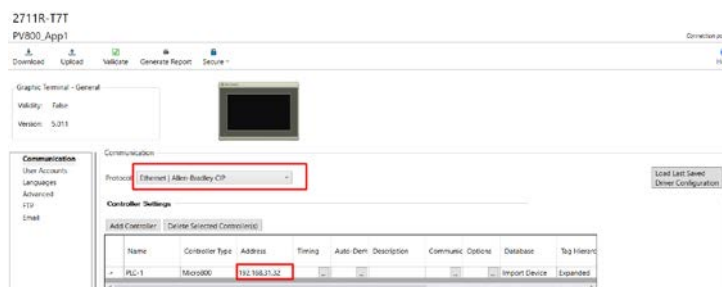 2711R-T7T
PV800_App1
Download Upload Validate Generate Report Secure
Graphic Terminal - General
Validity: False
Version: 5.011
Communication
User Accounts
Languages
Advanced
FTP
Email
Communication
Protocol Ethernet | Allen-Bradley CIP
Load Last Saved
Driver Configuration
Controller Settings
Add Controller Delete Selected Controller(s)
Name Controller Type Address Timing Auto-Dem Description Communic Options Database Tag Hierarc
PLC-1 Micro800 192.168.31.32 ... ... ... ... Import Device Expanded